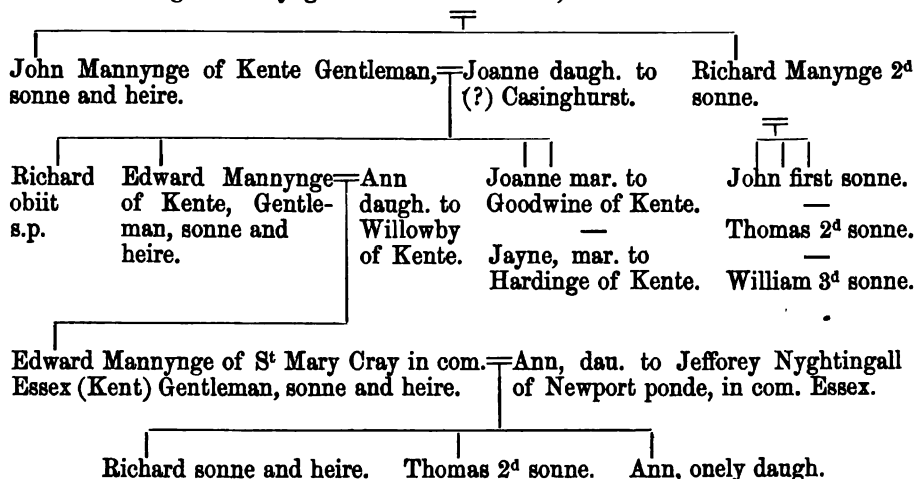 John Mannynge of Kente Gentleman,
sonne and heire.
Joanne daugh. to
(?) Casinghurst.
Richard Manynge 2d
sonne.
Richard
obiit
s.p.
Edward Mannynge
of Kente, Gentle-
man, sonne and
heire.
Ann
daugh. to
Willowby
of Kente.
Joanne mar. to
Goodwine of Kente.
—
Jayne, mar. to
Hardinge of Kente.
John first sonne.
—
Thomas 2d sonne.
—
William 3d sonne.
Edward Mannynge of St Mary Cray in com.
Essex (Kent) Gentleman, sonne and heire.
Ann, dau. to Jefforey Nyghtingall
of Newport ponde, in com. Essex.
Richard sonne and heire.
Thomas 2d sonne.
Ann, onely daugh.